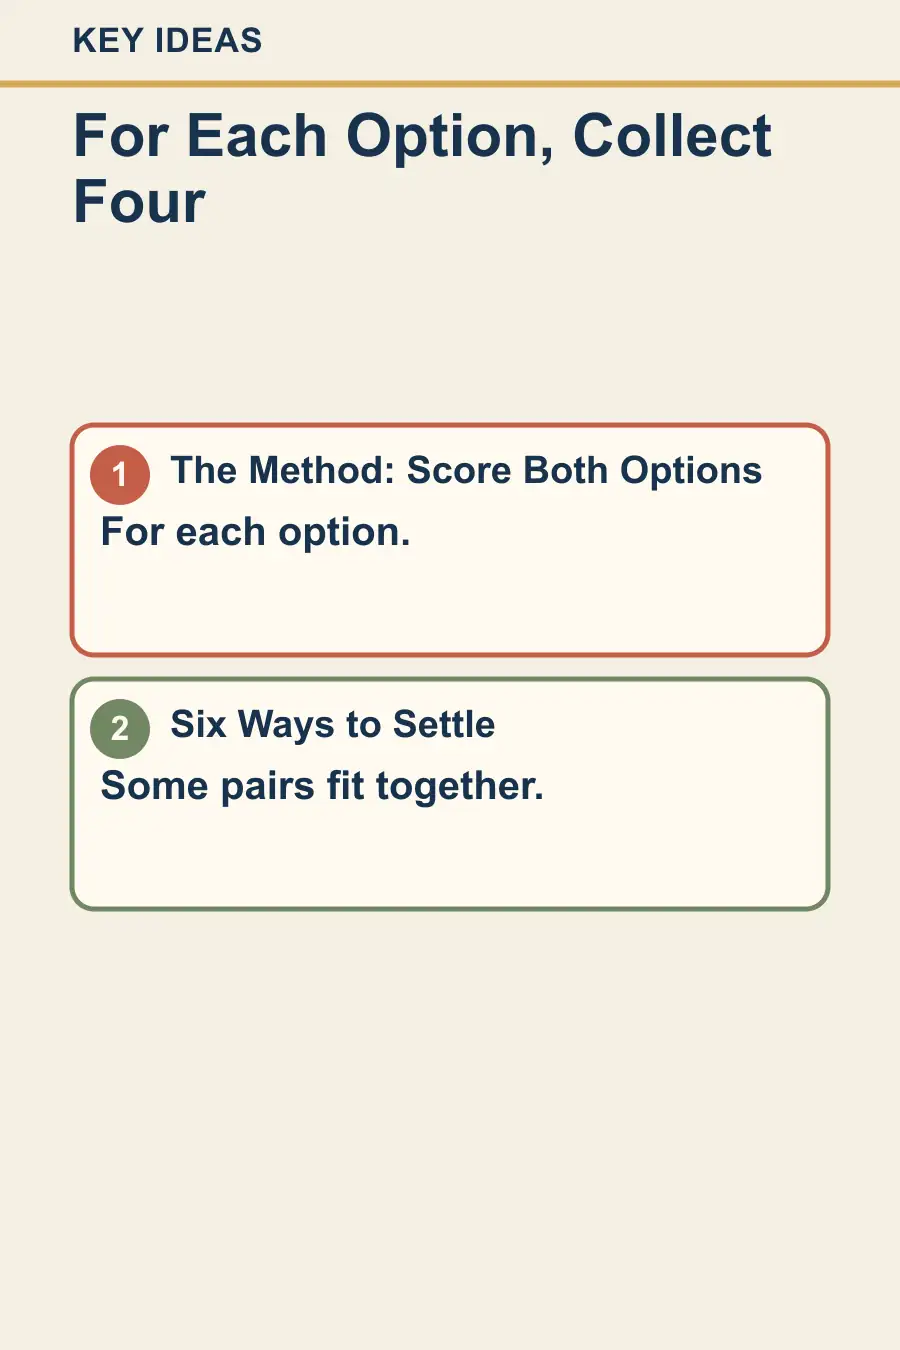 KEY IDEAS
For Each Option, Collect
Four
1 The Method: Score Both Options
For each option.
2 Six Ways to Settle
Some pairs fit together.